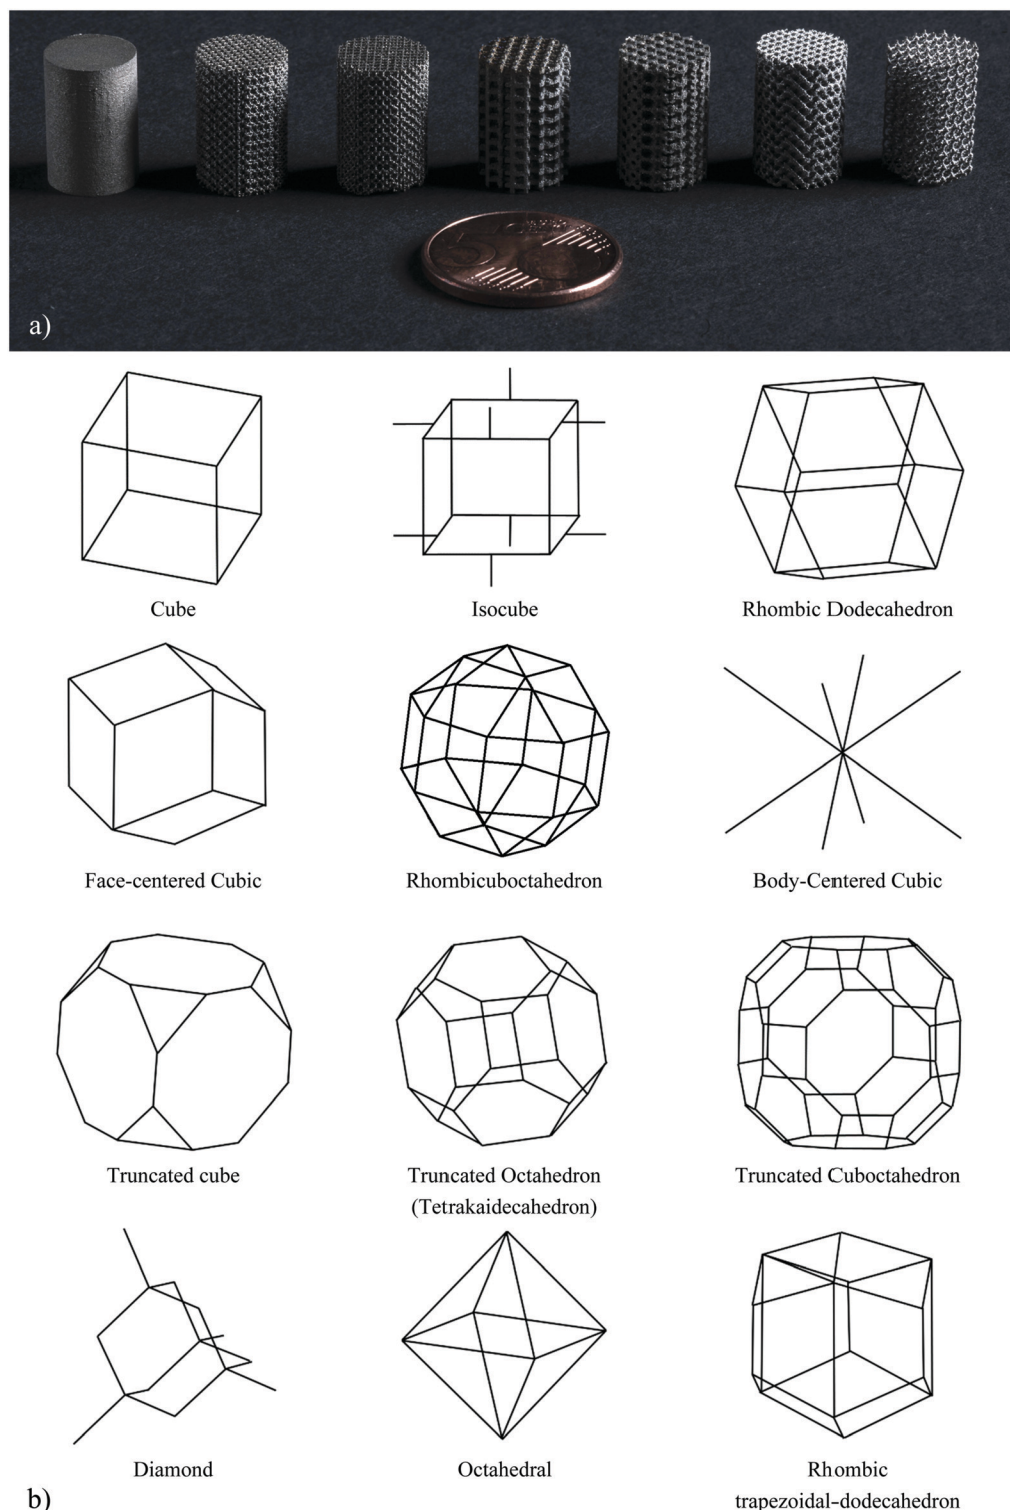 a)
Cube
Isocube
Rhombic Dodecahedron
Face-centered Cubic
Rhombicuboctahedron
Body-Centered Cubic
Truncated cube
Truncated Octahedron
(Tetrakaidecahedron)
Truncated Cuboctahedron
Diamond
Octahedral
Rhombic
trapezoidal-dodecahedron
b)